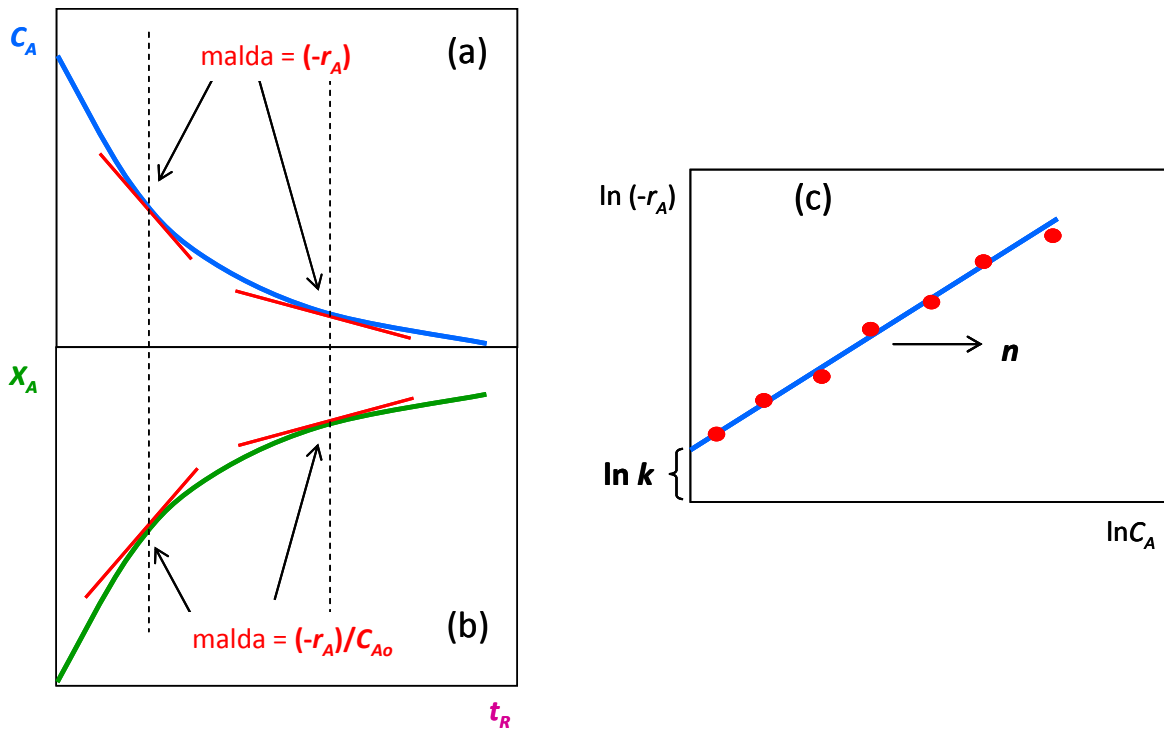 C_A
malda = (-r_A)
(a)
X_A
malda = (-r_A)/C_Ao
(b)
t_R
ln (-r_A)
(c)
n
ln k
lnC_A